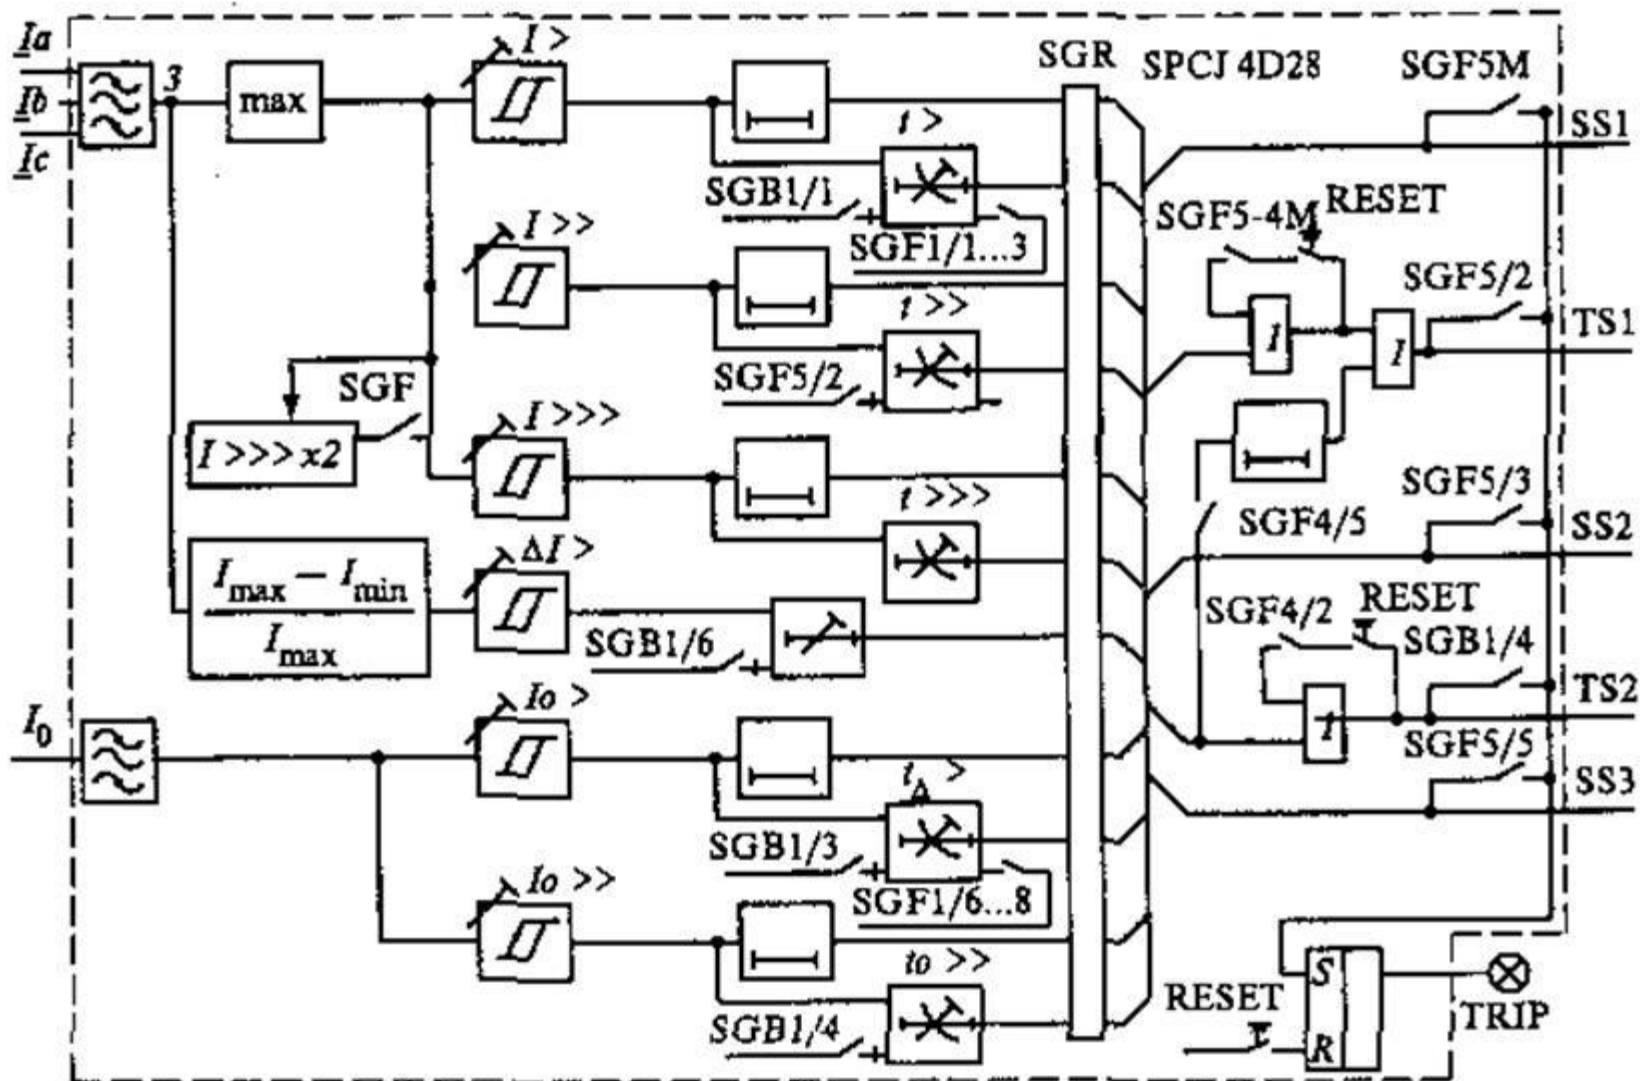 Ia
Ib
Ic
3
max
I >
SGR
SPCJ 4D28
SGF5M
SS1
t >
SGB1/1
SGF1/1...3
I >>
SGF5-4M
RESET
SGF5/2
TS1
1
1
t >>
SGF5/2
SGF
I >>> x2
I >>>
t >>>
SGF4/5
SGF5/3
SS2
Imax − Imin
Imax
ΔI >
SGB1/6
SGF4/2
RESET
SGB1/4
TS2
1
SGF5/5
SS3
I0
Io >
tΔ >
SGB1/3
SGF1/6...8
Io >>
to >>
SGB1/4
RESET
S
R
TRIP